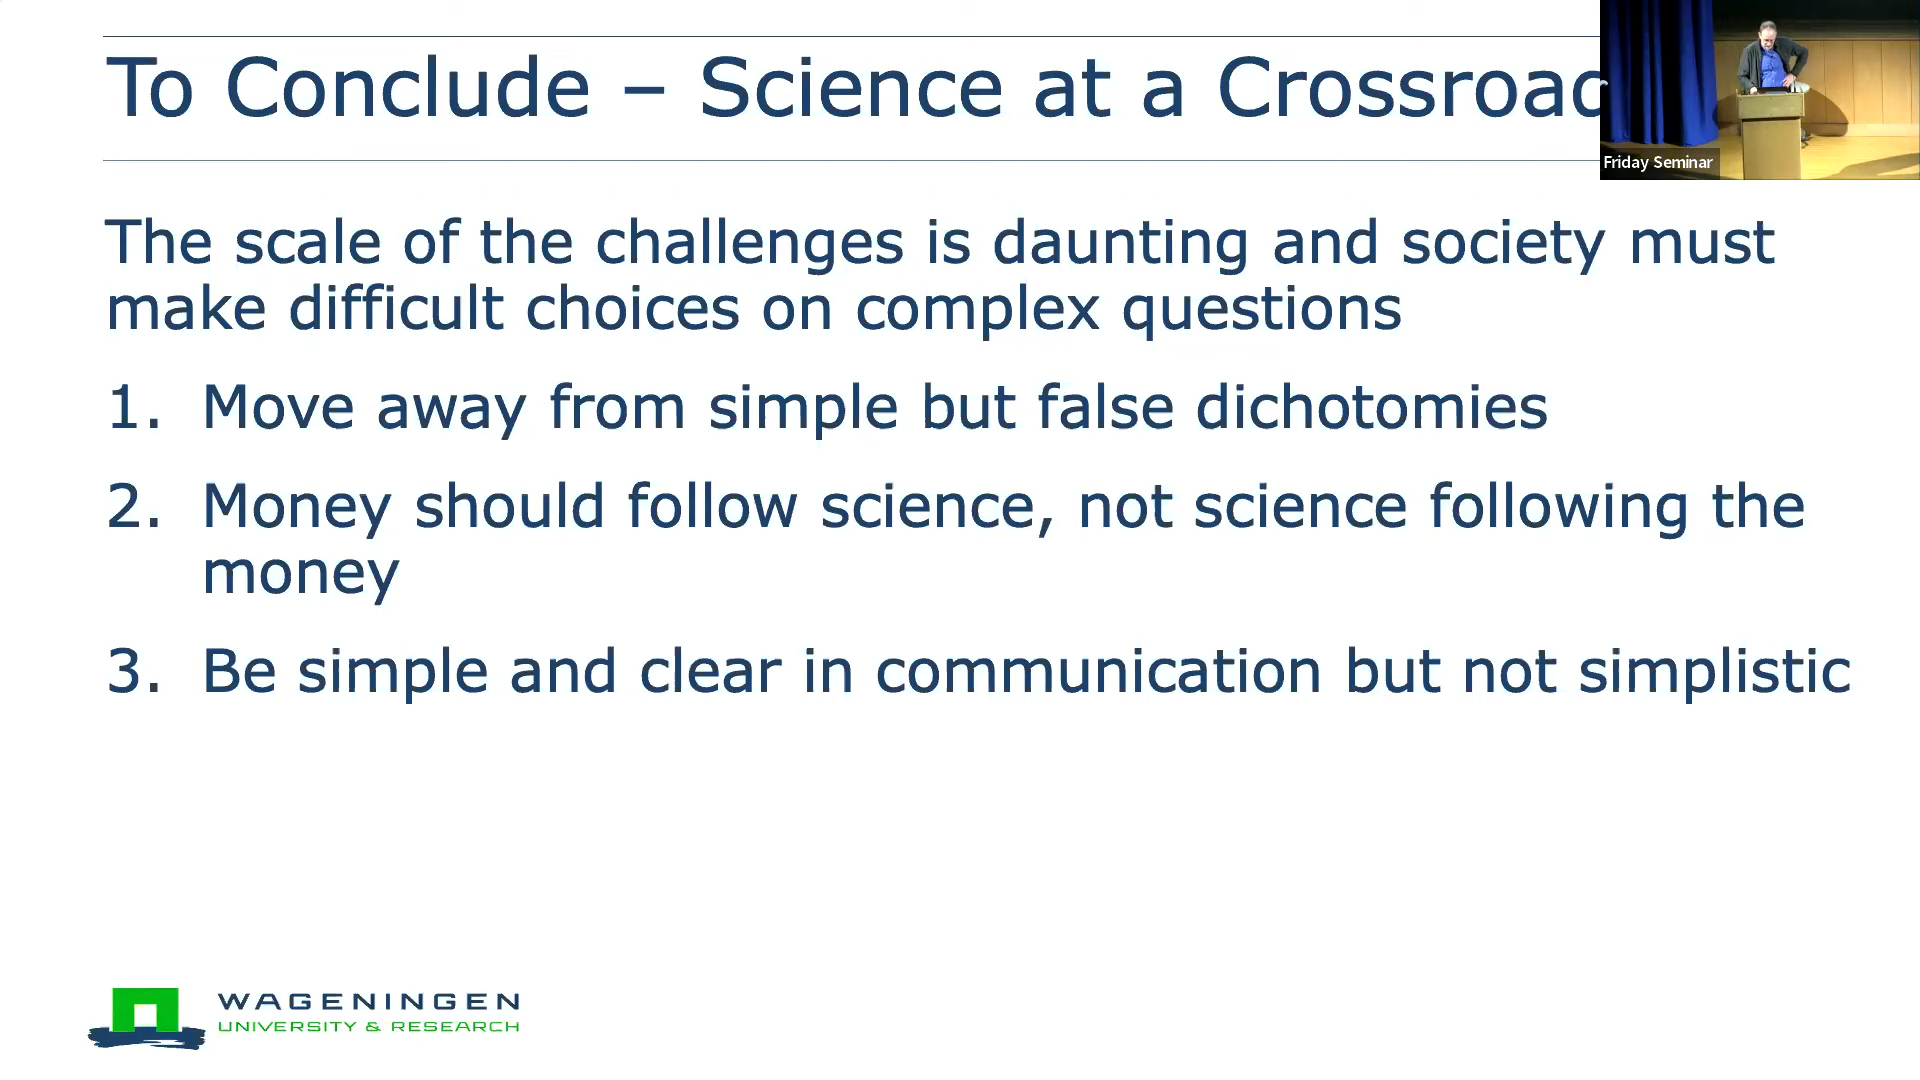 To Conclude – Science at a Crossroad
Friday Seminar
The scale of the challenges is daunting and society must
make difficult choices on complex questions
1. Move away from simple but false dichotomies
2. Money should follow science, not science following the
money
3. Be simple and clear in communication but not simplistic
WAGENINGEN
UNIVERSITY & RESEARCH